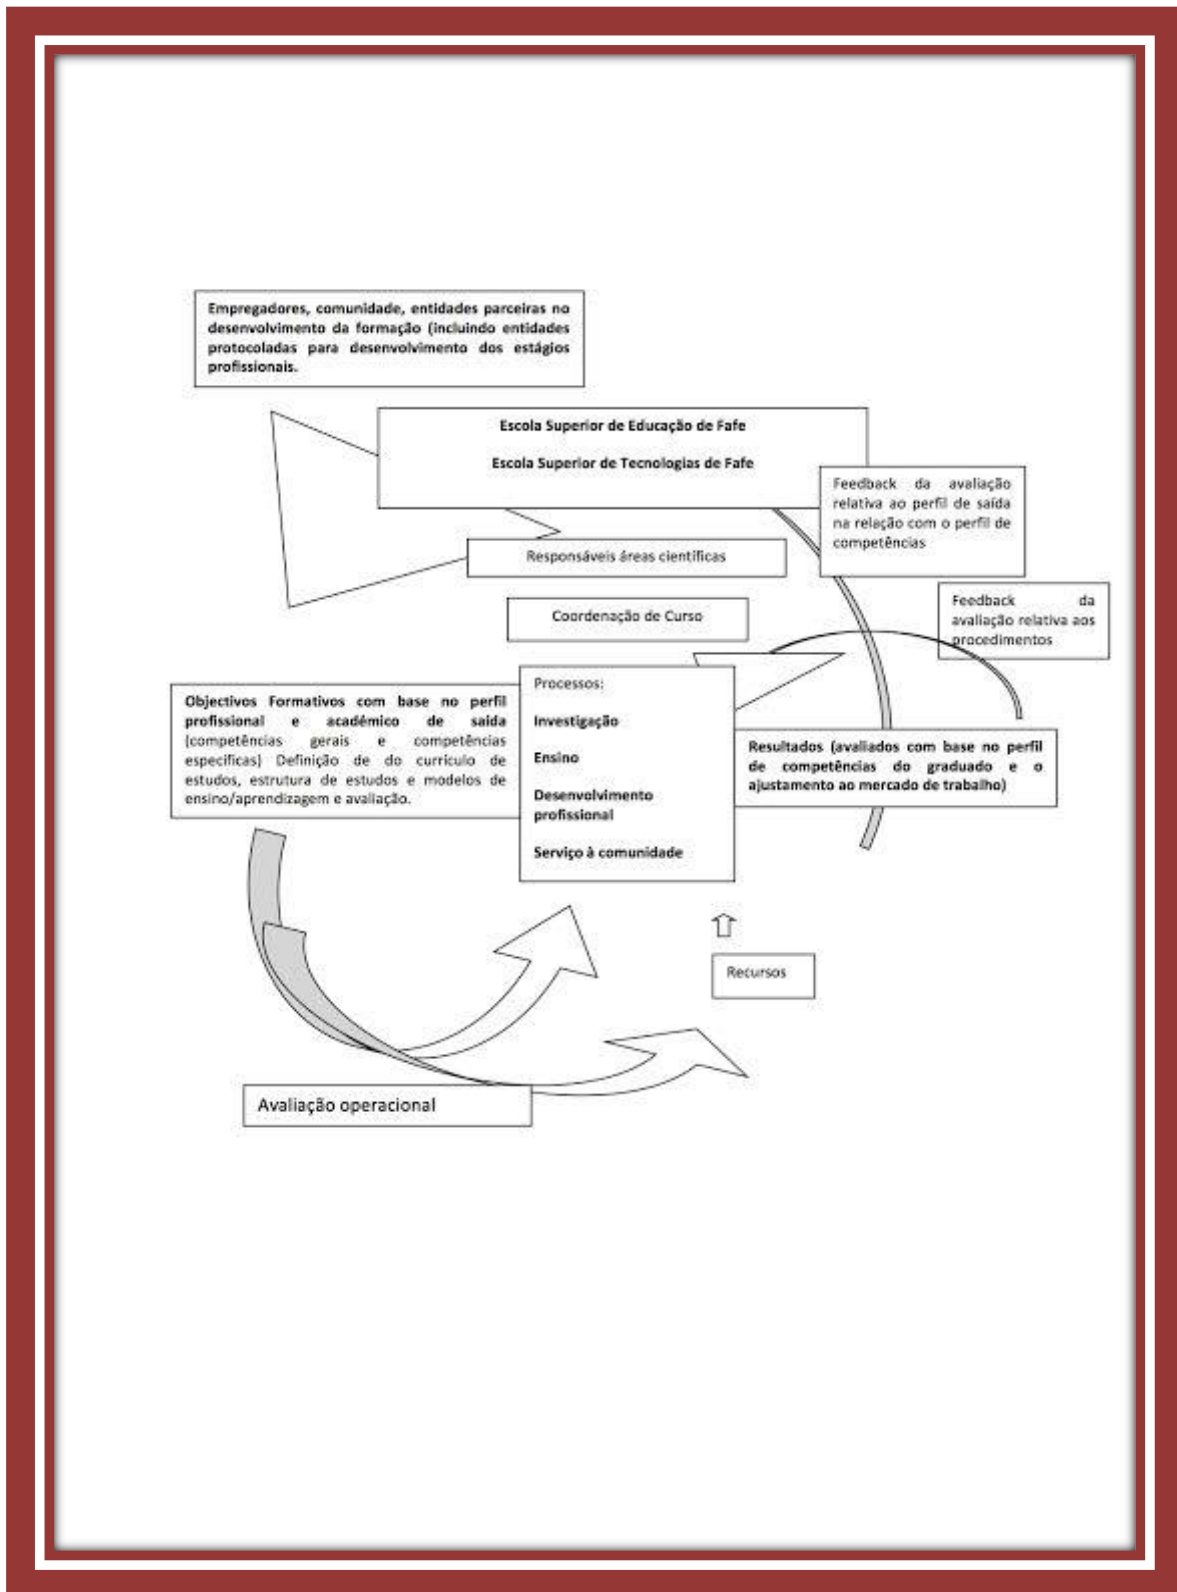 Empregadores, comunidade, entidades parceiras no
desenvolvimento da formação (incluindo entidades
protocoladas para desenvolvimento dos estágios
profissionais.
Escola Superior de Educação de Fafe
Escola Superior de Tecnologias de Fafe
Feedback da avaliação
relativa ao perfil de saída
na relação com o perfil de
competências
Responsáveis áreas científicas
Feedback da
avaliação relativa aos
procedimentos
Coordenação de Curso
Objectivos Formativos com base no perfil
profissional e académico de saída
(competências gerais e competências
específicas) Definição de do currículo de
estudos, estrutura de estudos e modelos de
ensino/aprendizagem e avaliação.
Processos:
Investigação
Ensino
Desenvolvimento
profissional
Serviço à comunidade
Resultados (avaliados com base no perfil
de competências do graduado e o
ajustamento ao mercado de trabalho)
Recursos
Avaliação operacional